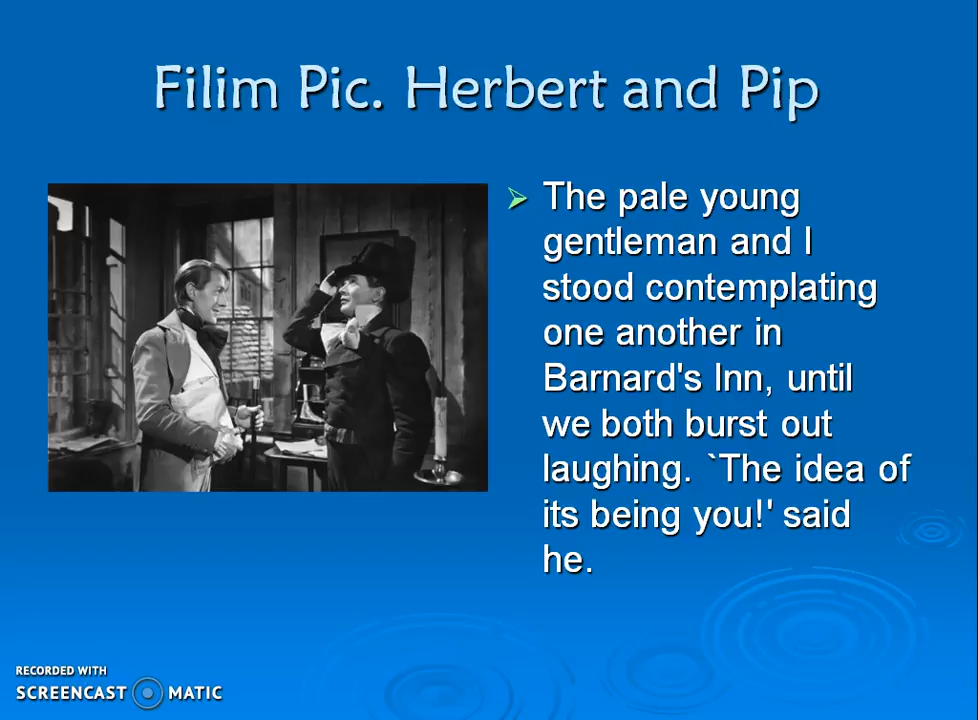 Filim Pic. Herbert and Pip
The pale young
gentleman and I
stood contemplating
one another in
Barnard's Inn, until
we both burst out
laughing. `The idea of
its being you!' said
he.
RECORDED WITH
SCREENCAST MATIC